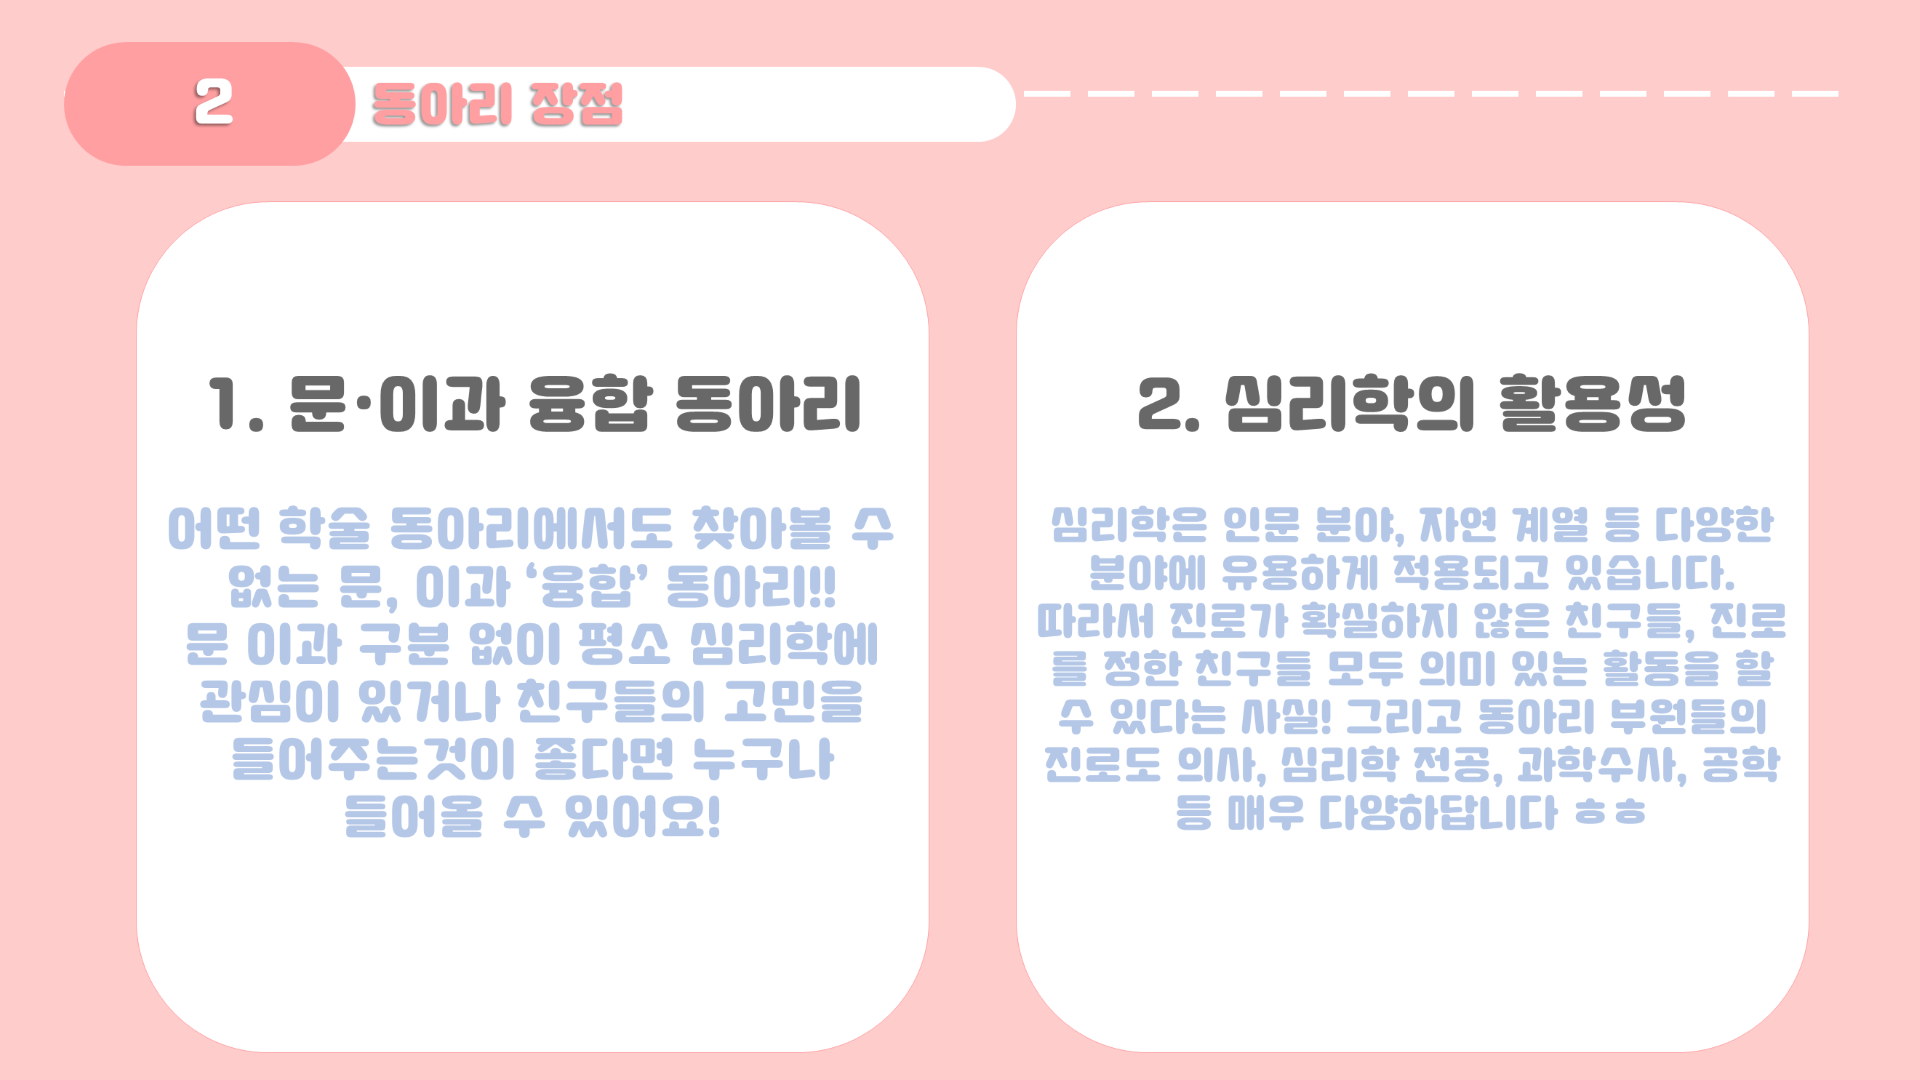 2
동아리 장점
1. 문·이과 융합 동아리
어떤 학술 동아리에서도 찾아볼 수
없는 문, 이과 ‘융합’ 동아리!!
문 이과 구분 없이 평소 심리학에
관심이 있거나 친구들의 고민을
들어주는것이 좋다면 누구나
들어올 수 있어요!
2. 심리학의 활용성
심리학은 인문 분야, 자연 계열 등 다양한
분야에 유용하게 적용되고 있습니다.
따라서 진로가 확실하지 않은 친구들, 진로
를 정한 친구들 모두 의미 있는 활동을 할
수 있다는 사실! 그리고 동아리 부원들의
진로도 의사, 심리학 전공, 과학수사, 공학
등 매우 다양하답니다 ㅎㅎ